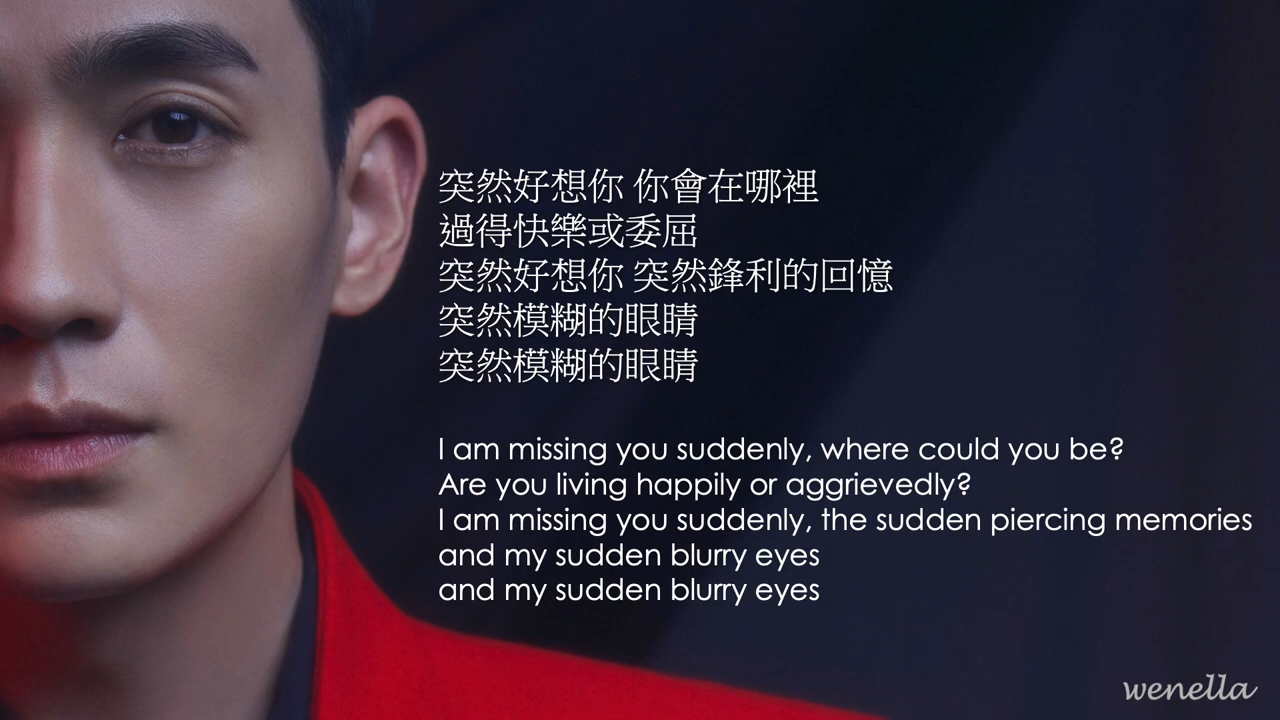 突然好想你 你會在哪裡
過得快樂或委屈
突然好想你 突然鋒利的回憶
突然模糊的眼睛
突然模糊的眼睛
I am missing you suddenly, where could you be?
Are you living happily or aggrievedly?
I am missing you suddenly, the sudden piercing memories
and my sudden blurry eyes
and my sudden blurry eyes
wenella